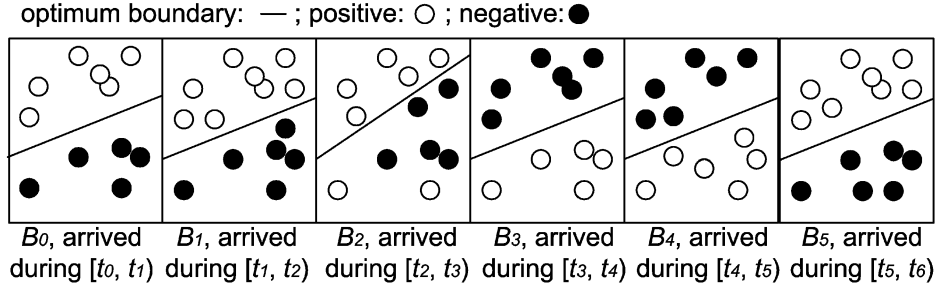 optimum boundary: — ; positive: ○ ; negative:●
B0, arrived during [t0, t1)
B1, arrived during [t1, t2)
B2, arrived during [t2, t3)
B3, arrived during [t3, t4)
B4, arrived during [t4, t5)
B5, arrived during [t5, t6)